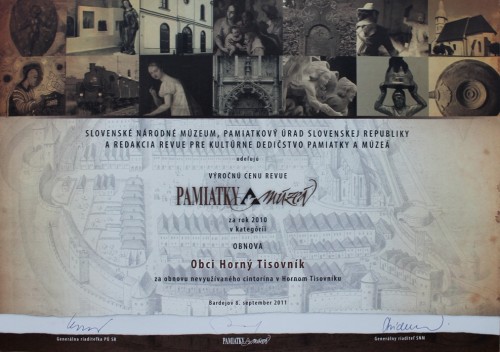 SLOVENSKÉ NÁRODNÉ MÚZEUM, PAMIATKOVÝ ÚRAD SLOVENSKEJ REPUBLIKY
A REDAKCIA REVUE PRE KULTÚRNE DEDIČSTVO PAMIATKY A MÚZEÁ
udeľujú
VÝROČNÚ CENU REVUE
PAMIATKY A múzeá
za rok 2010
v kategórii
OBNOVA
Obci Horný Tisovník
za obnovu nevyužívaného cintorína v Hornom Tisovníku
Bardejov 8. september 2011
Generálna riaditeľka PÚ SR
PAMIATKY A múzeá
Generálny riaditeľ SNM